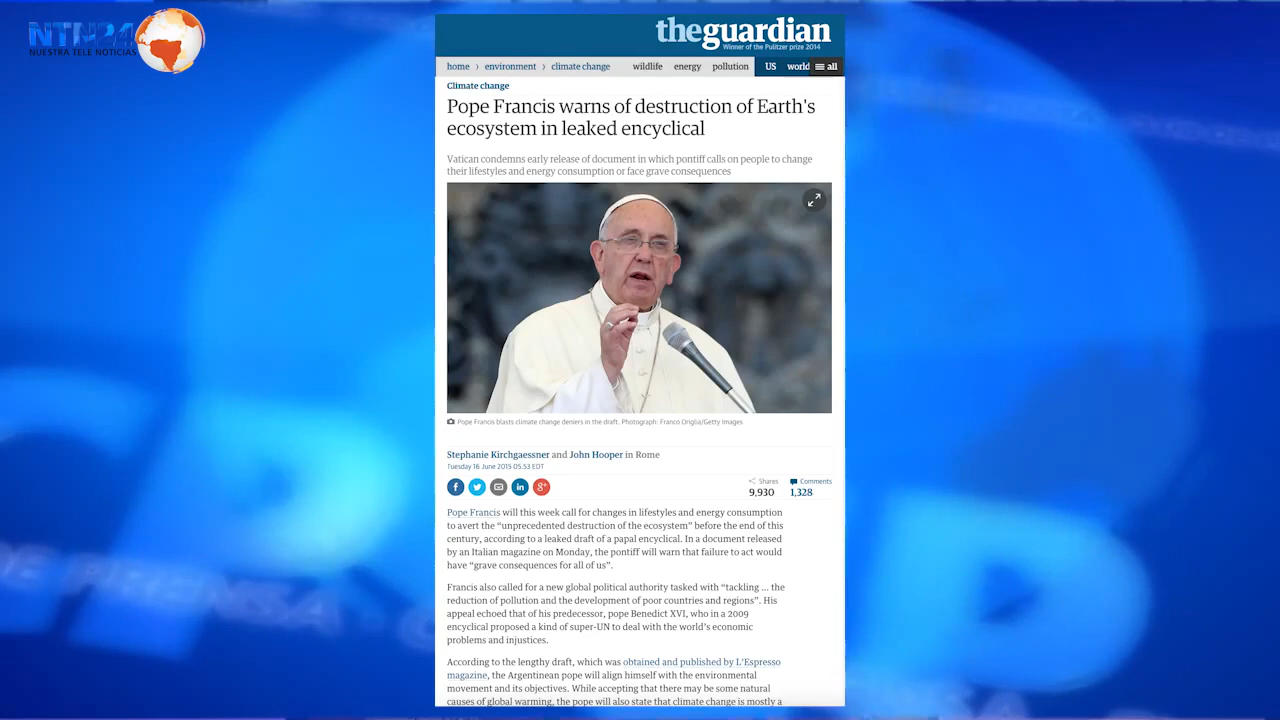 NTN24
NUESTRA TELE NOTICIAS
theguardian
Winner of the Pulitzer prize 2014
home › environment › climate change wildlife energy pollution US world all
Climate change
Pope Francis warns of destruction of Earth's
ecosystem in leaked encyclical
Vatican condemns early release of document in which pontiff calls on people to change
their lifestyles and energy consumption or face grave consequences
Pope Francis blasts climate change deniers in the draft. Photograph: Franco Origlia/Getty Images
Stephanie Kirchgaessner and John Hooper in Rome
Tuesday 16 June 2015 05.53 EDT
Shares Comments
9,930 1,328
Pope Francis will this week call for changes in lifestyles and energy consumption
to avert the “unprecedented destruction of the ecosystem” before the end of this
century, according to a leaked draft of a papal encyclical. In a document released
by an Italian magazine on Monday, the pontiff will warn that failure to act would
have “grave consequences for all of us”.
Francis also called for a new global political authority tasked with “tackling … the
reduction of pollution and the development of poor countries and regions”. His
appeal echoed that of his predecessor, pope Benedict XVI, who in a 2009
encyclical proposed a kind of super-UN to deal with the world’s economic
problems and injustices.
According to the lengthy draft, which was obtained and published by L’Espresso
magazine, the Argentinean pope will align himself with the environmental
movement and its objectives. While accepting that there may be some natural
causes of global warming, the pope will also state that climate change is mostly a